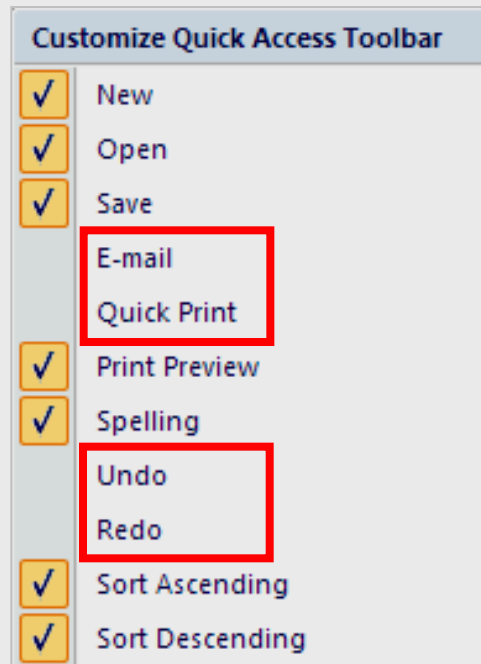 Customize Quick Access Toolbar
New
Open
Save
E-mail
Quick Print
Print Preview
Spelling
Undo
Redo
Sort Ascending
Sort Descending